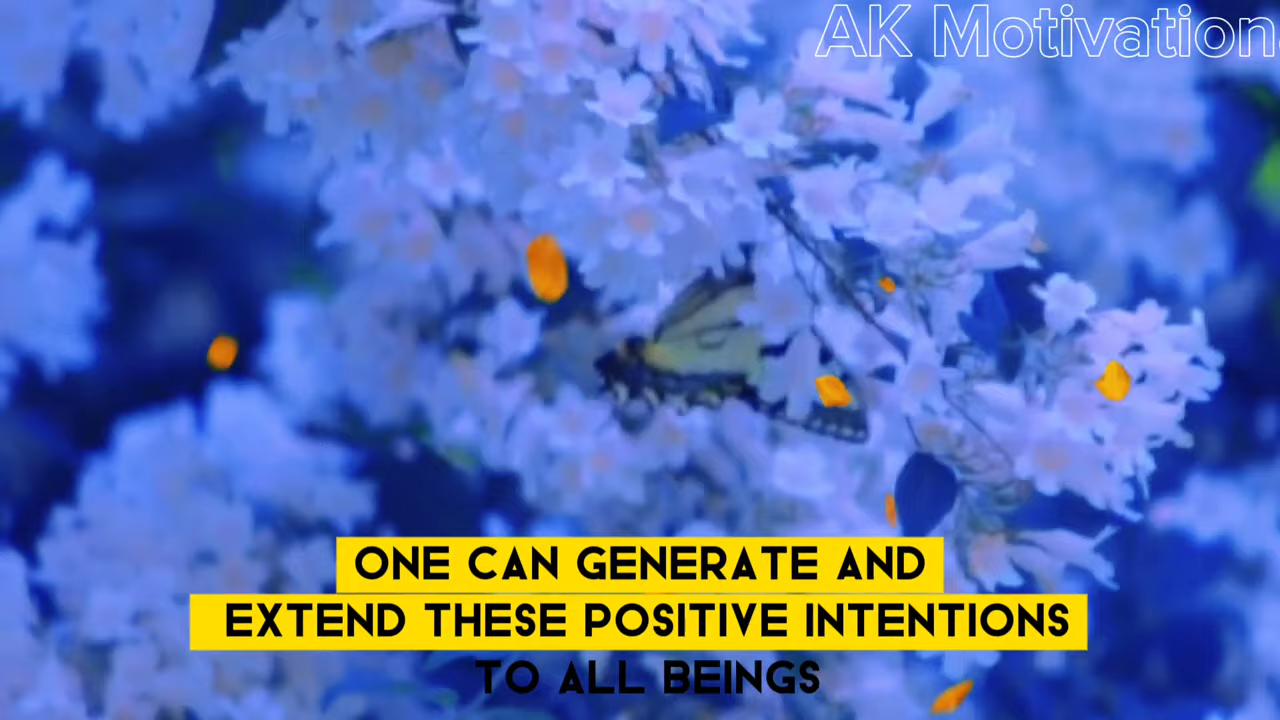 AK Motivation
ONE CAN GENERATE AND
EXTEND THESE POSITIVE INTENTIONS
TO ALL BEINGS